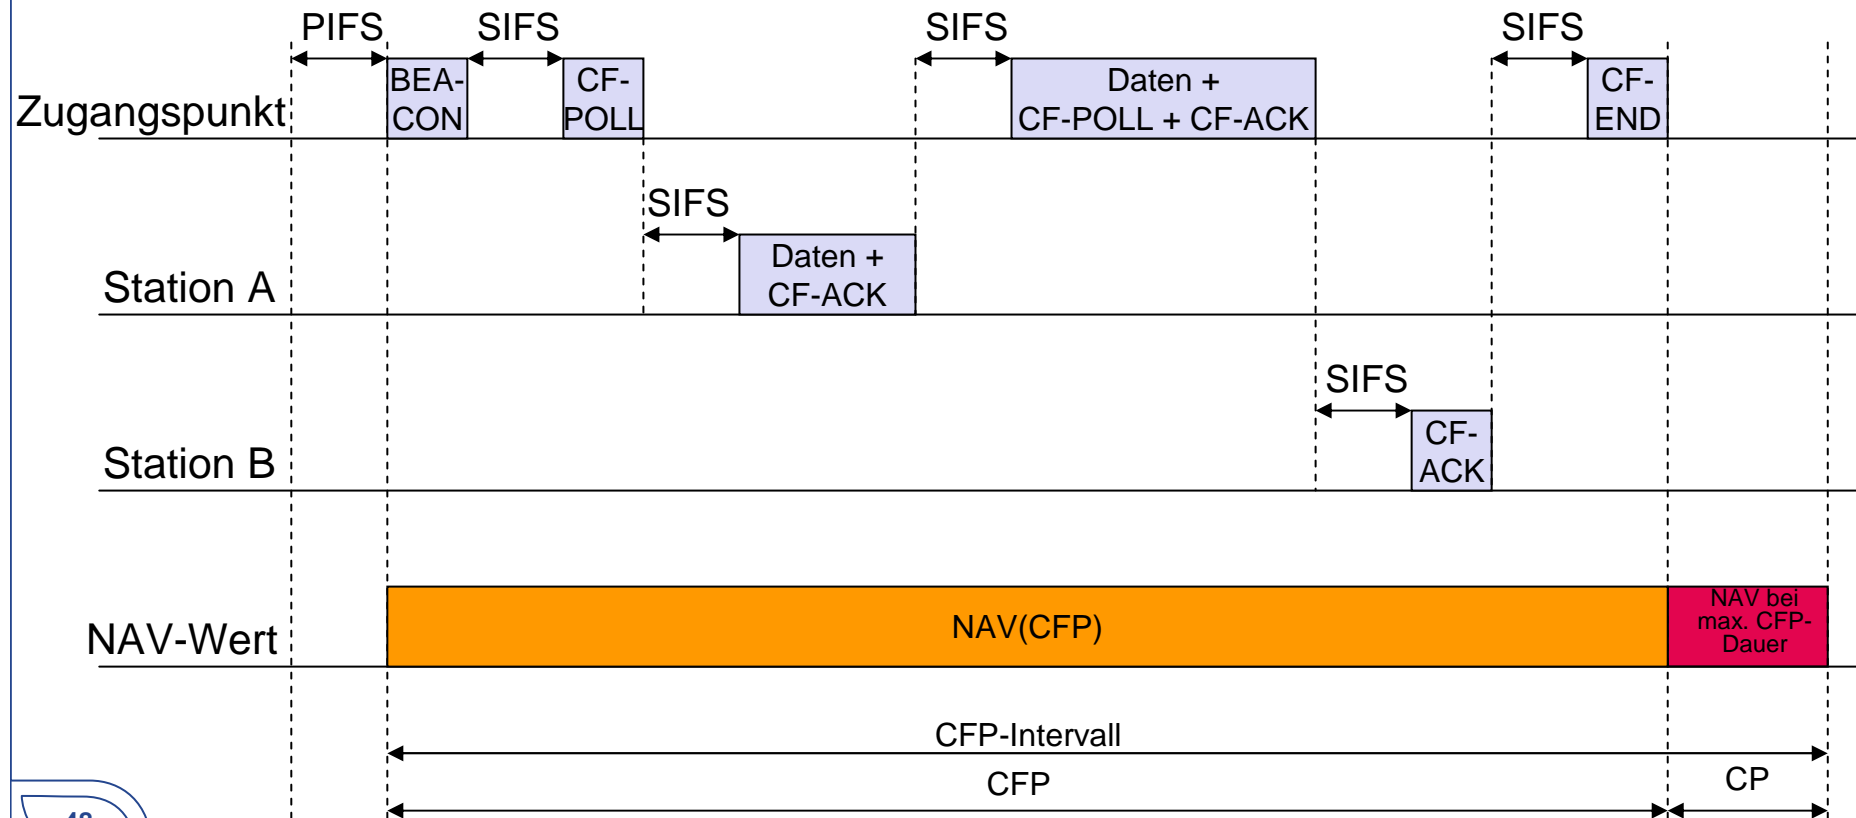 PIFS
SIFS
SIFS
SIFS
Zugangspunkt
BEA-
CON
CF-
POLL
Daten +
CF-POLL + CF-ACK
CF-
END
SIFS
Station A
Daten +
CF-ACK
SIFS
Station B
CF-
ACK
NAV-Wert
NAV(CFP)
NAV bei
max. CFP-
Dauer
CFP-Intervall
CFP
CP